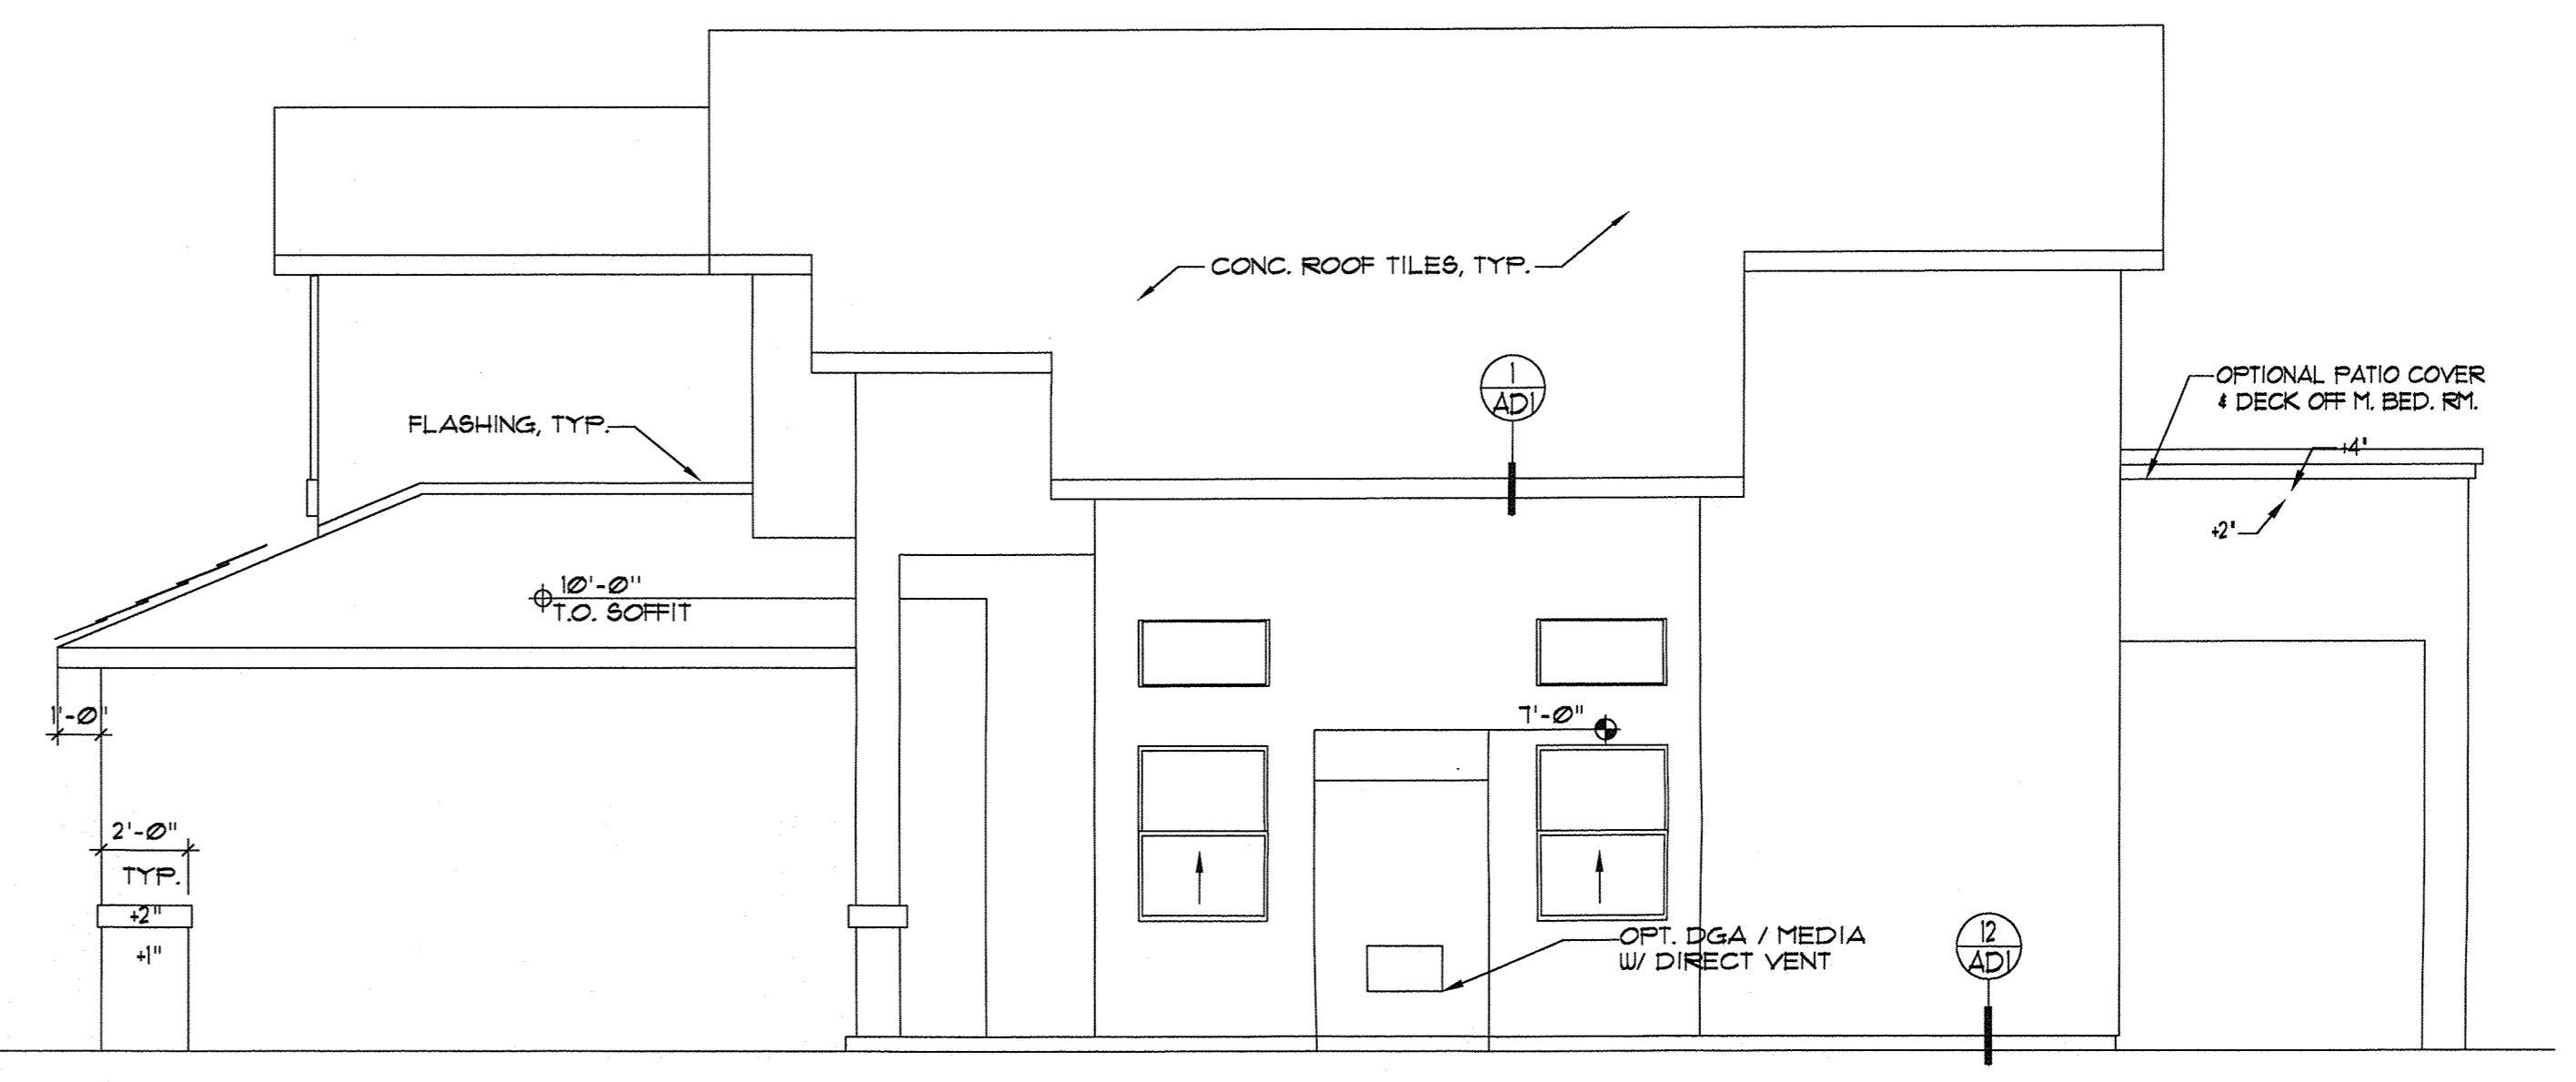 CONC. ROOF TILES, TYP.
1
AD1
OPTIONAL PATIO COVER
& DECK OFF M. BED. RM.
FLASHING, TYP.
+4"
+2"
10'-0"
T.O. SOFFIT
1'-0"
7'-0"
2'-0"
TYP.
+2"
+1"
OPT. DGA / MEDIA
W/ DIRECT VENT
12
AD1